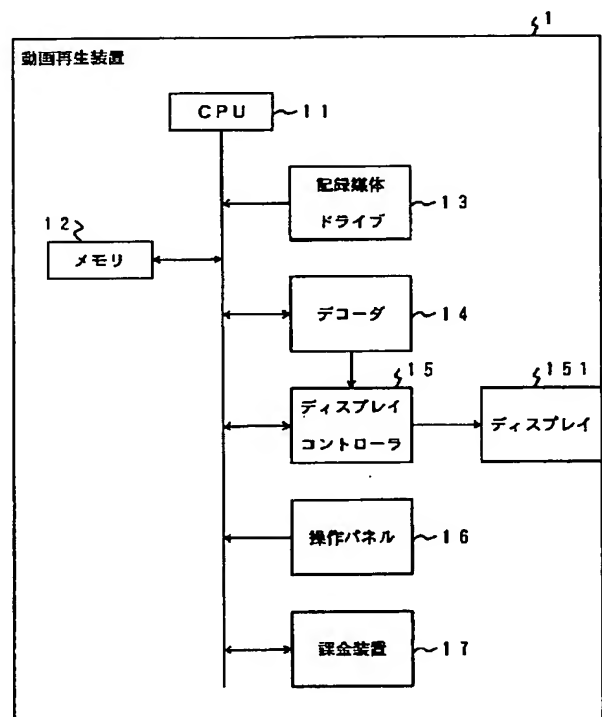 1
動画再生装置
CPU
11
記録媒体
ドライブ
13
12
メモリ
デコーダ
14
15
ディスプレイ
コントローラ
151
ディスプレイ
操作パネル
16
課金装置
17